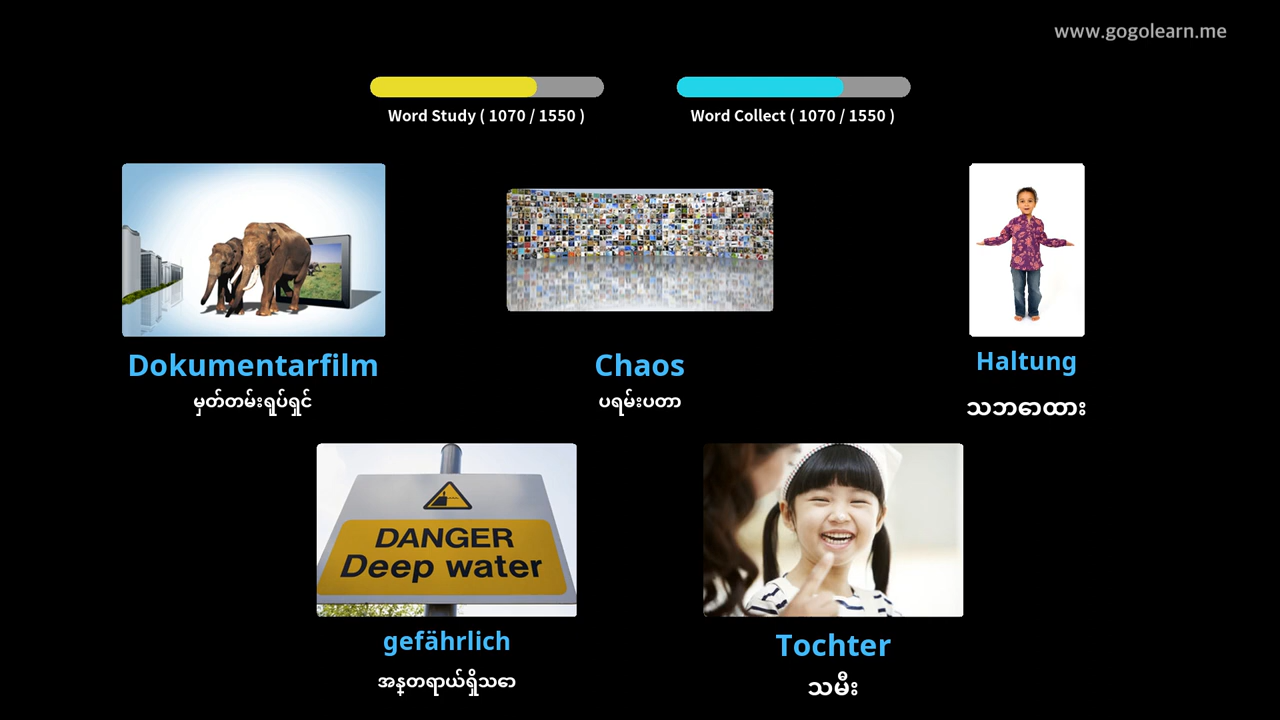 www.gogolearn.me
Word Study ( 1070 / 1550 )
Word Collect ( 1070 / 1550 )
Dokumentarfilm
မှတ်တမ်းရုပ်ရှင်
Chaos
ပရမ်းပတာ
Haltung
သဘောထား
DANGER
Deep water
gefährlich
အန္တရာယ်ရှိသော
Tochter
သမီး